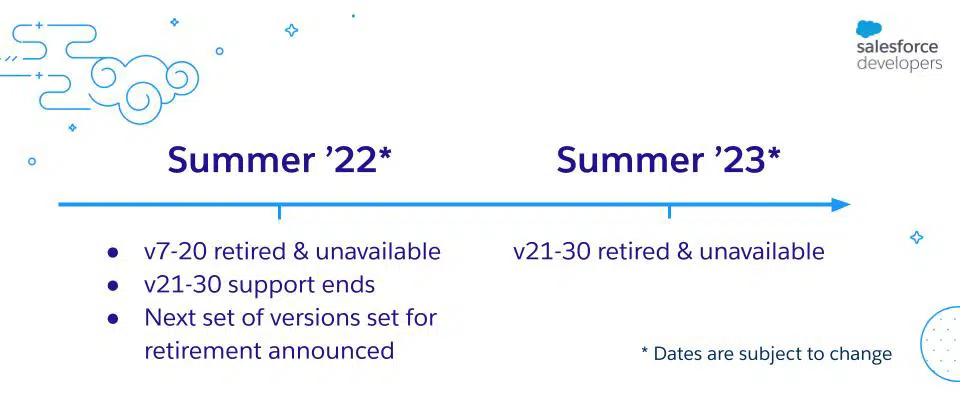 salesforce
developers
Summer ’22*
Summer ’23*
● v7-20 retired & unavailable
● v21-30 support ends
● Next set of versions set for
retirement announced
v21-30 retired & unavailable
* Dates are subject to change